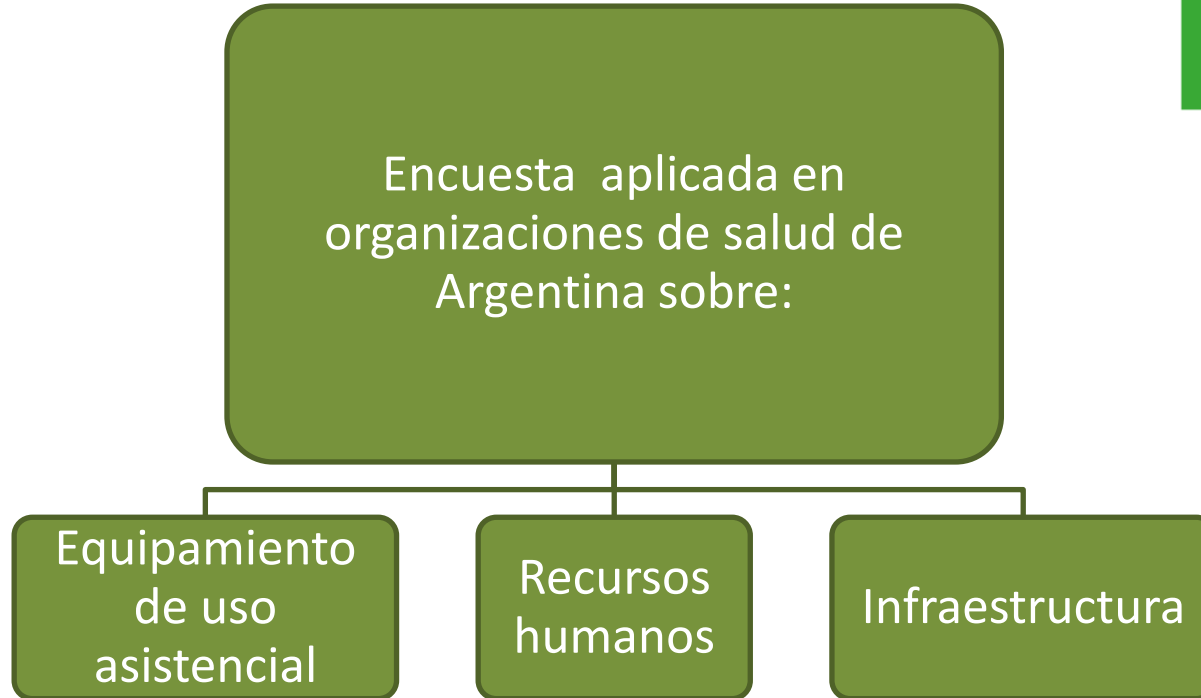 Encuesta  aplicada en
organizaciones de salud de
Argentina sobre:
Equipamiento
de uso
asistencial
Recursos
humanos
Infraestructura